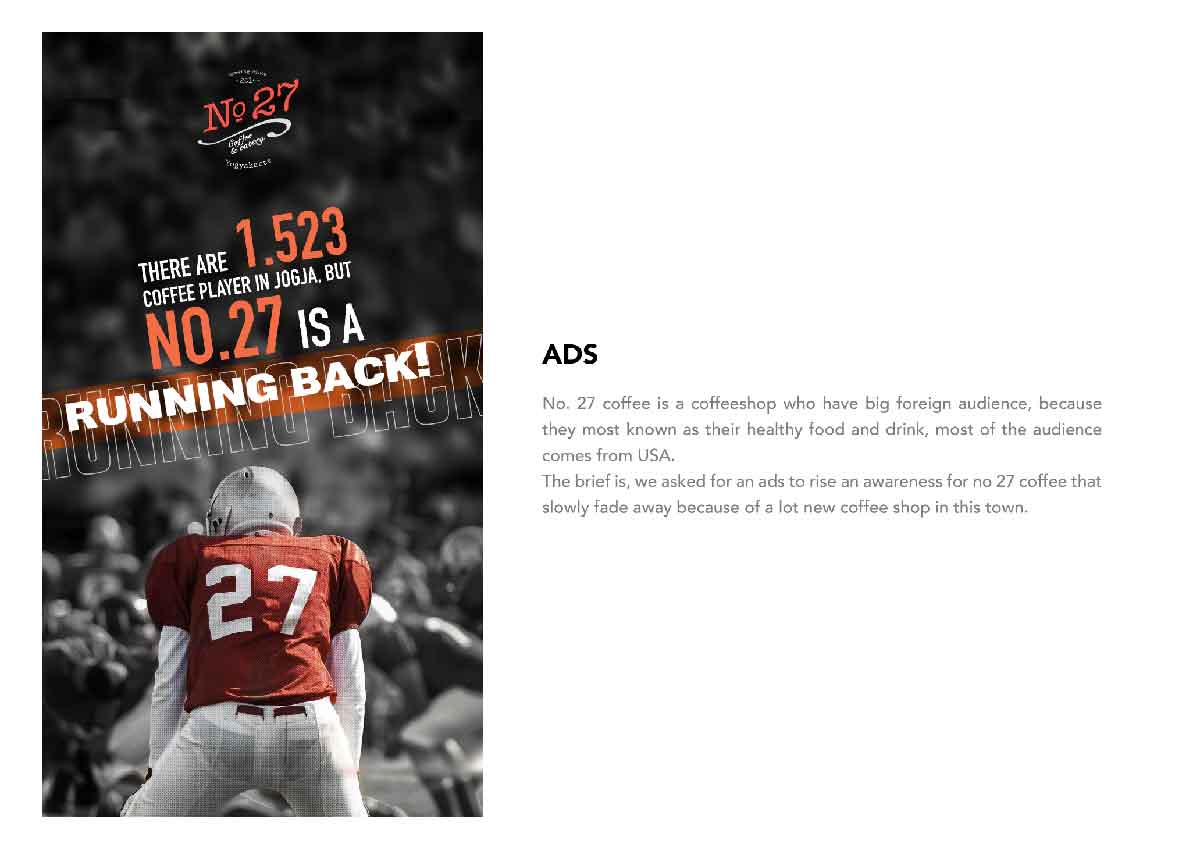 201
No 27
Coffee
& Eatery
Yogyakarta
THERE ARE 1.523
COFFEE PLAYER IN JOGJA, BUT
NO.27 IS A
RUNNING BACK!
RUNNING BACK
27
ADS
No. 27 coffee is a coffeeshop who have big foreign audience, because
they most known as their healthy food and drink, most of the audience
comes from USA.
The brief is, we asked for an ads to rise an awareness for no 27 coffee that
slowly fade away because of a lot new coffee shop in this town.